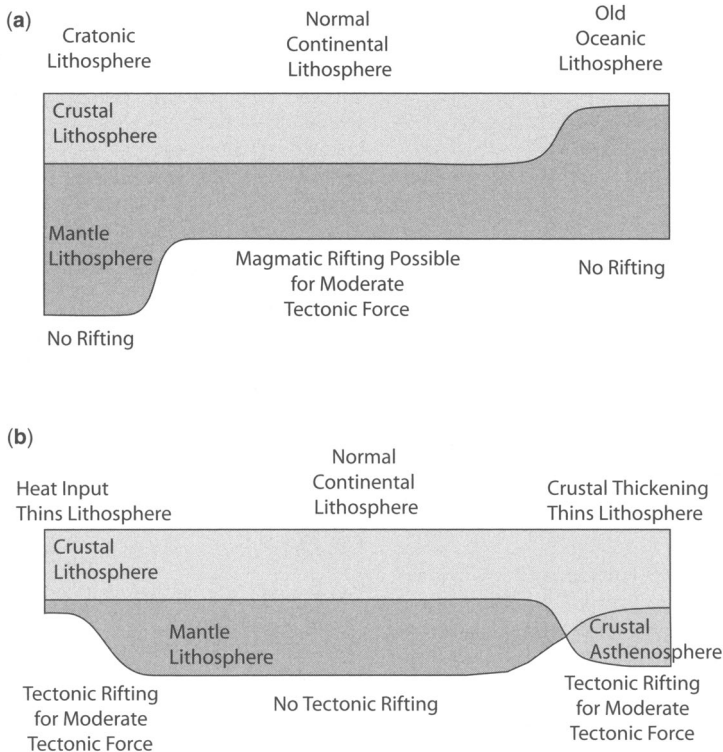 (a)
Cratonic
Lithosphere
Normal
Continental
Lithosphere
Old
Oceanic
Lithosphere
Crustal
Lithosphere
Mantle
Lithosphere
Magmatic Rifting Possible
for Moderate
Tectonic Force
No Rifting
No Rifting
(b)
Heat Input
Thins Lithosphere
Normal
Continental
Lithosphere
Crustal Thickening
Thins Lithosphere
Crustal
Lithosphere
Mantle
Lithosphere
Crustal
Asthenosphere
Tectonic Rifting
for Moderate
Tectonic Force
No Tectonic Rifting
Tectonic Rifting
for Moderate
Tectonic Force